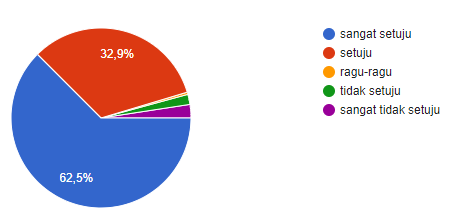 32,9%
62,5%
sangat setuju
setuju
ragu-ragu
tidak setuju
sangat tidak setuju